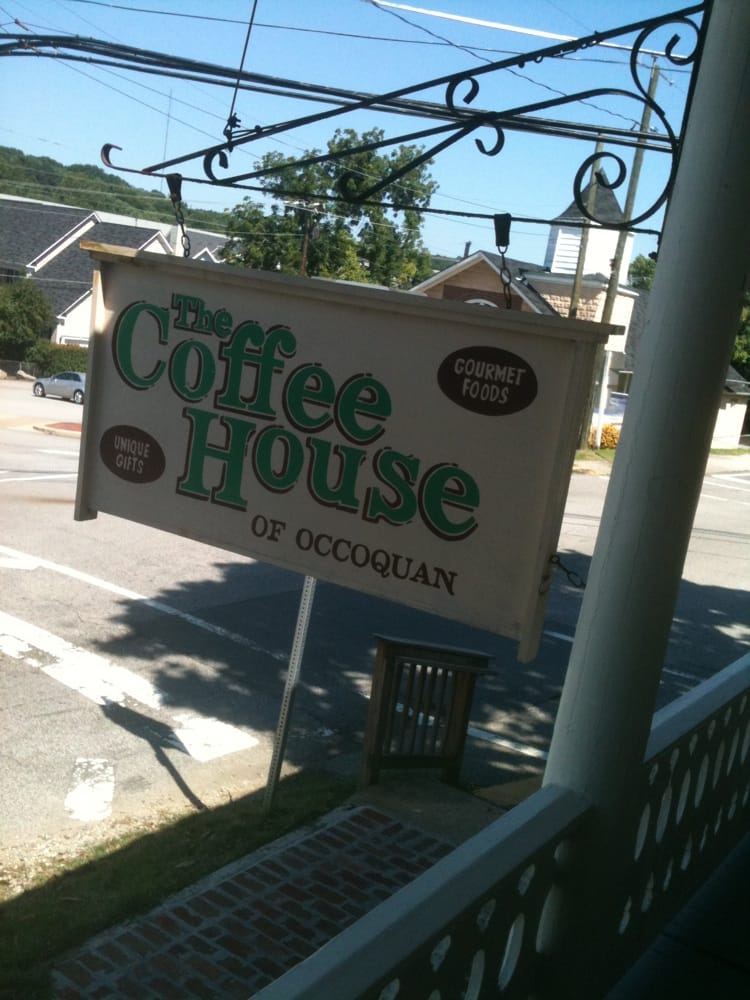 The
Coffee
House
OF OCCOQUAN
GOURMET
FOODS
UNIQUE
GIFTS